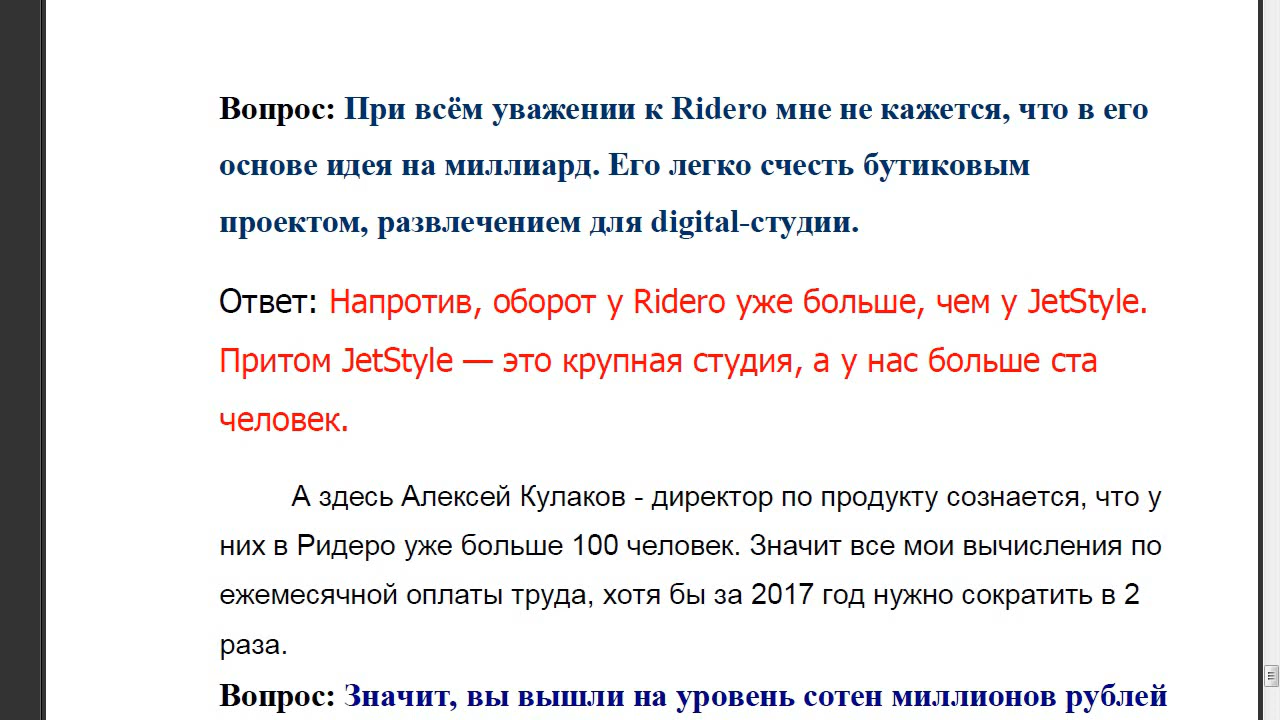 Вопрос: При всём уважении к Ridero мне не кажется, что в его
основе идея на миллиард. Его легко счесть бутиковым
проектом, развлечением для digital-студии.
Ответ: Напротив, оборот у Ridero уже больше, чем у JetStyle.
Притом JetStyle — это крупная студия, а у нас больше ста
человек.
А здесь Алексей Кулаков - директор по продукту сознается, что у
них в Ридеро уже больше 100 человек. Значит все мои вычисления по
ежемесячной оплаты труда, хотя бы за 2017 год нужно сократить в 2
раза.
Вопрос: Значит, вы вышли на уровень сотен миллионов рублей